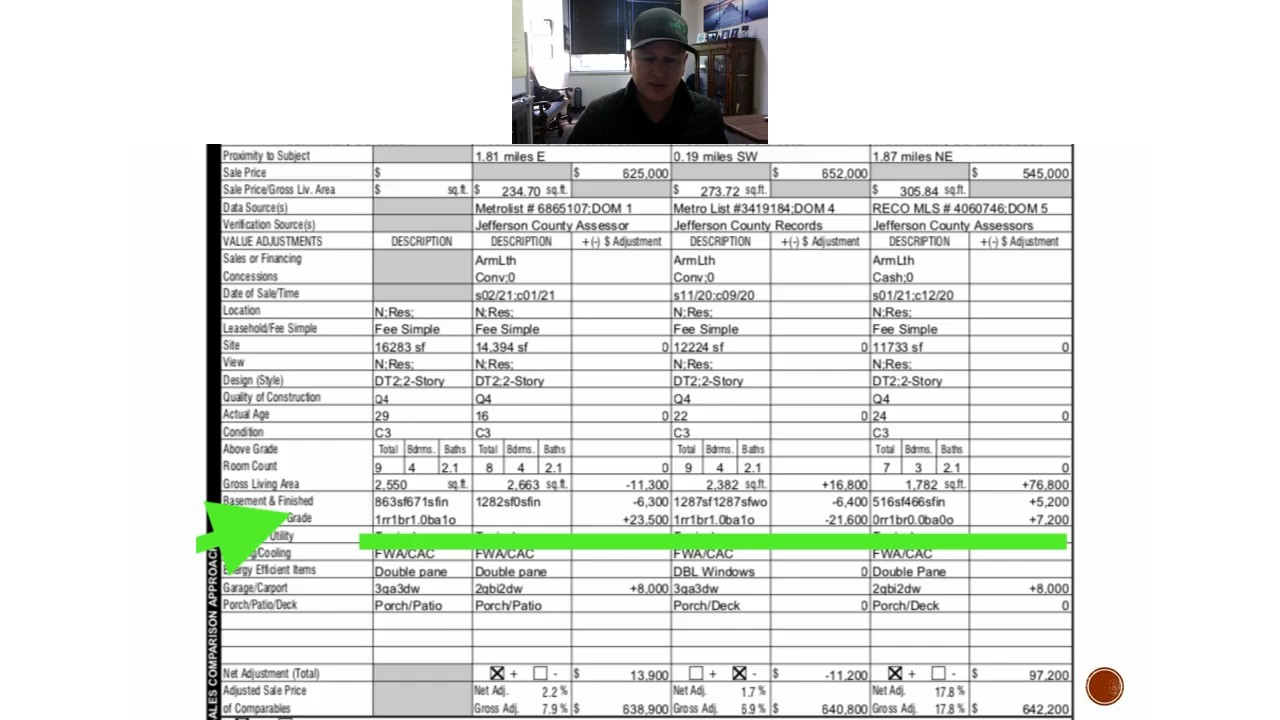 Proximity to Subject 1.81 miles E 0.19 miles SW 1.87 miles NE
Sale Price $ $ 625,000 $ 652,000 $ 545,000
Sale Price/Gross Liv. Area $ sq.ft. $ 234.70 sq.ft. $ 273.72 sq.ft. $ 305.84 sq.ft.
Data Source(s) Metrolist # 6865107;DOM 1 Metro List #3419184;DOM 4 RECO MLS # 4060746;DOM 5
Verification Source(s) Jefferson County Assessor Jefferson County Records Jefferson County Assessors
VALUE ADJUSTMENTS DESCRIPTION DESCRIPTION +(-) $ Adjustment DESCRIPTION +(-) $ Adjustment DESCRIPTION +(-) $ Adjustment
Sales or Financing ArmLth ArmLth ArmLth
Concessions Conv;0 Conv;0 Cash;0
Date of Sale/Time s02/21;c01/21 s11/20;c09/20 s01/21;c12/20
Location N;Res; N;Res; N;Res; N;Res;
Leasehold/Fee Simple Fee Simple Fee Simple Fee Simple Fee Simple
Site 16283 sf 14,394 sf 0 12224 sf 0 11733 sf 0
View N;Res; N;Res; N;Res; N;Res;
Design (Style) DT2;2-Story DT2;2-Story DT2;2-Story DT2;2-Story
Quality of Construction Q4 Q4 Q4 Q4
Actual Age 29 16 0 22 0 24 0
Condition C3 C3 C3 C3
Above Grade Total Bdrms. Baths Total Bdrms. Baths Total Bdrms. Baths Total Bdrms. Baths
Room Count 9 4 2.1 8 4 2.1 0 9 4 2.1 0 7 3 2.1 0
Gross Living Area 2,550 sq.ft. 2,663 sq.ft. -11,300 2,382 sq.ft. +16,800 1,782 sq.ft. +76,800
Basement & Finished 863sf671sfin 1282sf0sfin -6,300 1287sf1287sfwo -6,400 516sf466sfin +5,200
Grade 1rr1br1.0ba1o +23,500 1rr1br1.0ba1o -21,600 0rr1br0.0ba0o +7,200
Utility
Cooling FWA/CAC FWA/CAC FWA/CAC FWA/CAC
Energy Efficient Items Double pane Double pane DBL Windows 0 Double Pane
Garage/Carport 3ga3dw 2gbi2dw +8,000 3ga3dw 2gbi2dw +8,000
Porch/Patio/Deck Porch/Patio Porch/Patio Porch/Deck 0 Porch/Deck 0
Net Adjustment (Total) + - $ 13,900 + - $ -11,200 + - $ 97,200
Adjusted Sale Price Net Adj. 2.2 % Net Adj. 1.7 % Net Adj. 17.8 %
of Comparables Gross Adj. 7.9 % $ 638,900 Gross Adj. 6.9 % $ 640,800 Gross Adj. 17.8 % $ 642,200
ALES COMPARISON APPROAC